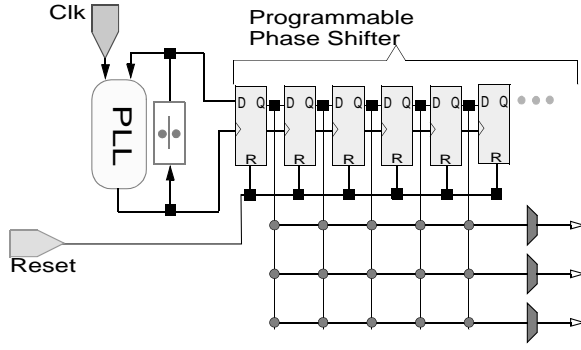 Programmable
Phase Shifter
Clk
PLL
D Q D Q D Q D Q D Q D Q
R R R R R R
Reset